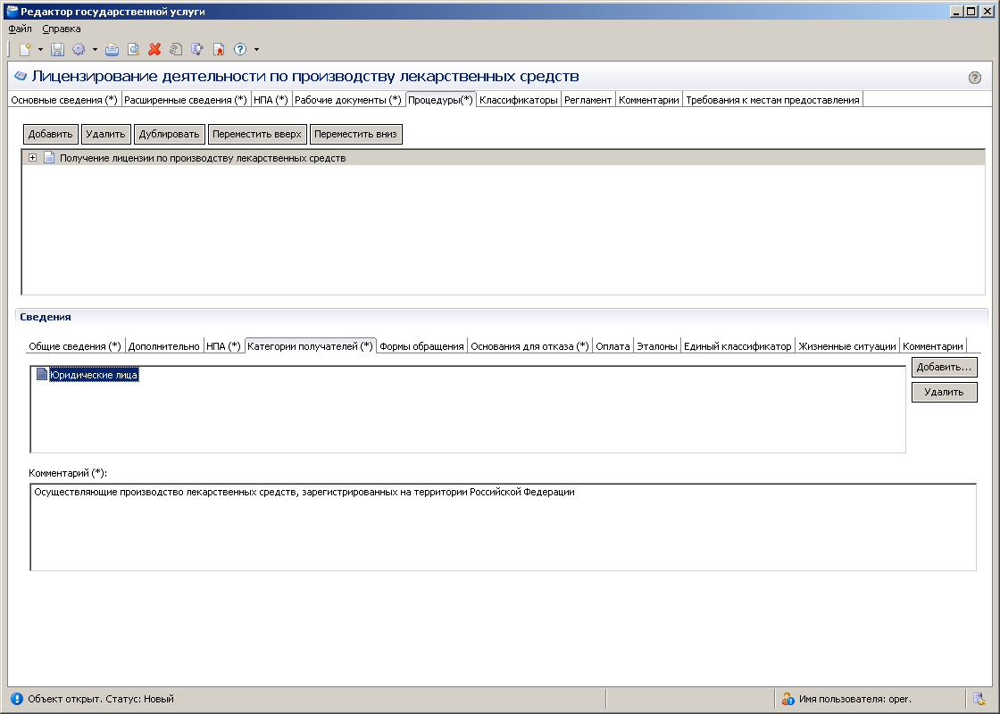 Редактор государственной услуги
Файл Справка
Лицензирование деятельности по производству лекарственных средств
Основные сведения (*) Расширенные сведения (*) НПА (*) Рабочие документы (*) Процедуры(*) Классификаторы Регламент Комментарии Требования к местам предоставления
Добавить Удалить Дублировать Переместить вверх Переместить вниз
Получение лицензии по производству лекарственных средств
Сведения
Общие сведения (*) Дополнительно НПА (*) Категории получателей (*) Формы обращения Основания для отказа (*) Оплата Эталоны Единый классификатор Жизненные ситуации Комментарии
Юридические лица
Добавить...
Удалить
Комментарий (*):
Осуществляющие производство лекарственных средств, зарегистрированных на территории Российской Федерации
Объект открыт. Статус: Новый
Имя пользователя: oper.